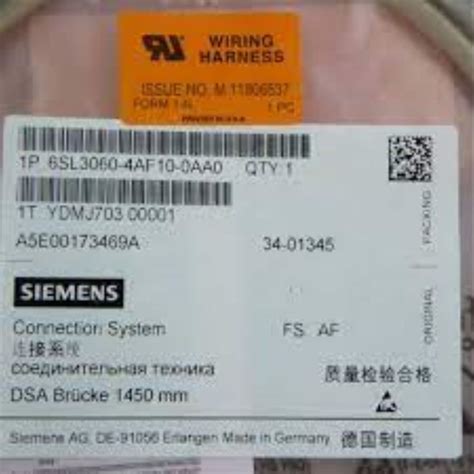 WIRING
HARNESS
ISSUE NO. M 11806537
FORM 1-L 1 PC
1P 6SL3060-4AF10-0AA0 QTY 1
1T YDMJ703 00001
A5E00173469A 34-01345
PACKING
ORIGINAL
SIEMENS
Connection System FS AF
连接系统
соединительная техника
质量检验合格
DSA Brücke 1450 mm
Siemens AG, DE-91056 Erlangen Made in Germany 德国制造